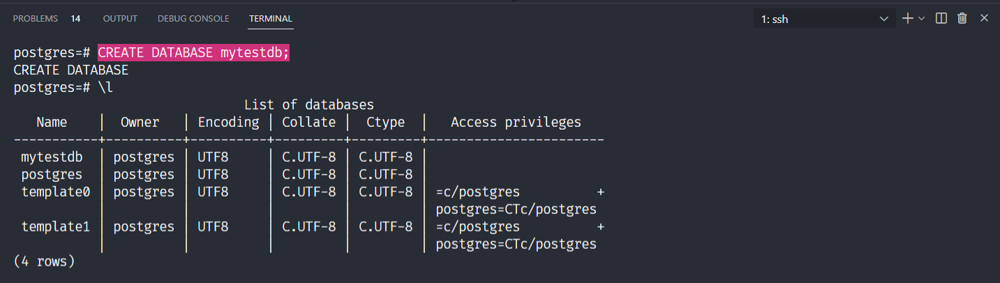 PROBLEMS 14 OUTPUT DEBUG CONSOLE TERMINAL 1: ssh
postgres=# CREATE DATABASE mytestdb;
CREATE DATABASE
postgres=# \l
                              List of databases
   Name    |  Owner   | Encoding | Collate |  Ctype  |   Access privileges
-----------+----------+----------+---------+---------+-----------------------
 mytestdb  | postgres | UTF8     | C.UTF-8 | C.UTF-8 |
 postgres  | postgres | UTF8     | C.UTF-8 | C.UTF-8 |
 template0 | postgres | UTF8     | C.UTF-8 | C.UTF-8 | =c/postgres          +
           |          |          |         |         | postgres=CTc/postgres
 template1 | postgres | UTF8     | C.UTF-8 | C.UTF-8 | =c/postgres          +
           |          |          |         |         | postgres=CTc/postgres
(4 rows)